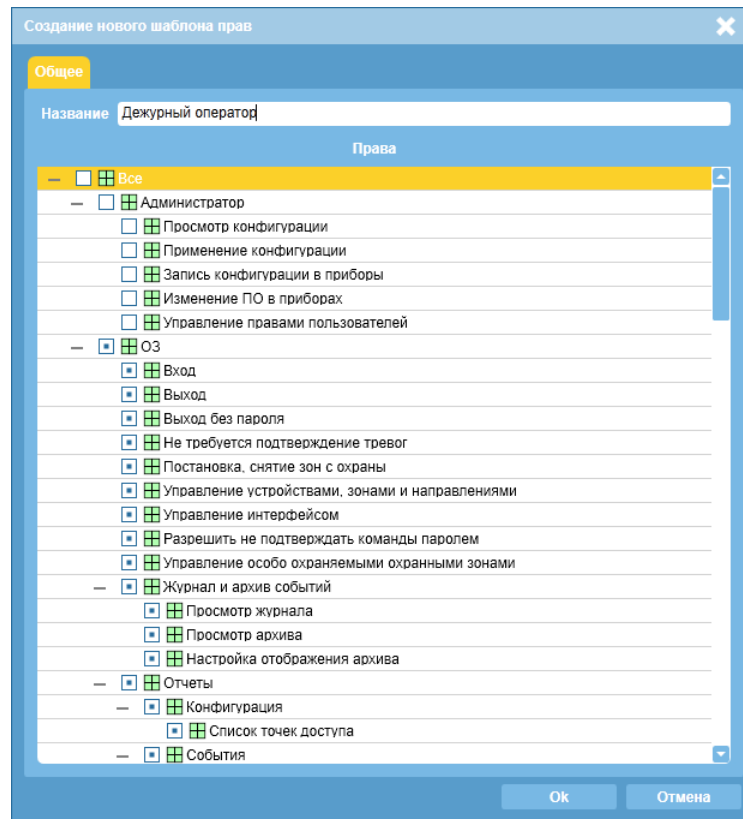 Создание нового шаблона прав
Общее
Название Дежурный оператор
Права
Все
Администратор
Просмотр конфигурации
Применение конфигурации
Запись конфигурации в приборы
Изменение ПО в приборах
Управление правами пользователей
ОЗ
Вход
Выход
Выход без пароля
Не требуется подтверждение тревог
Постановка, снятие зон с охраны
Управление устройствами, зонами и направлениями
Управление интерфейсом
Разрешить не подтверждать команды паролем
Управление особо охраняемыми охранными зонами
Журнал и архив событий
Просмотр журнала
Просмотр архива
Настройка отображения архива
Отчеты
Конфигурация
Список точек доступа
События
Ok Отмена